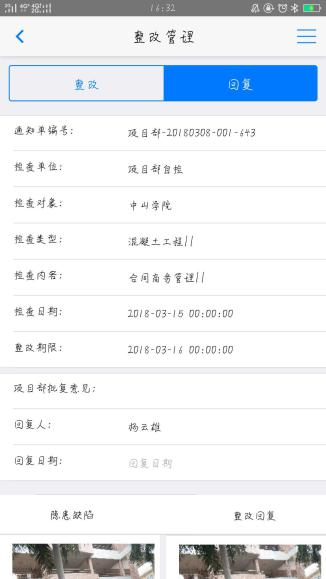 16:32
整改管理
整改 回复
通知单编号: 项目部-20180308-001-643
检查单位: 项目部自检
检查对象: 中山学院
检查类型: 混凝土工程||
检查内容: 合同商务管理||
检查日期: 2018-03-15 00:00:00
整改期限: 2018-03-16 00:00:00
项目部批复意见:
回复人: 杨云雄
回复日期: 回复日期
隐患缺陷 整改回复